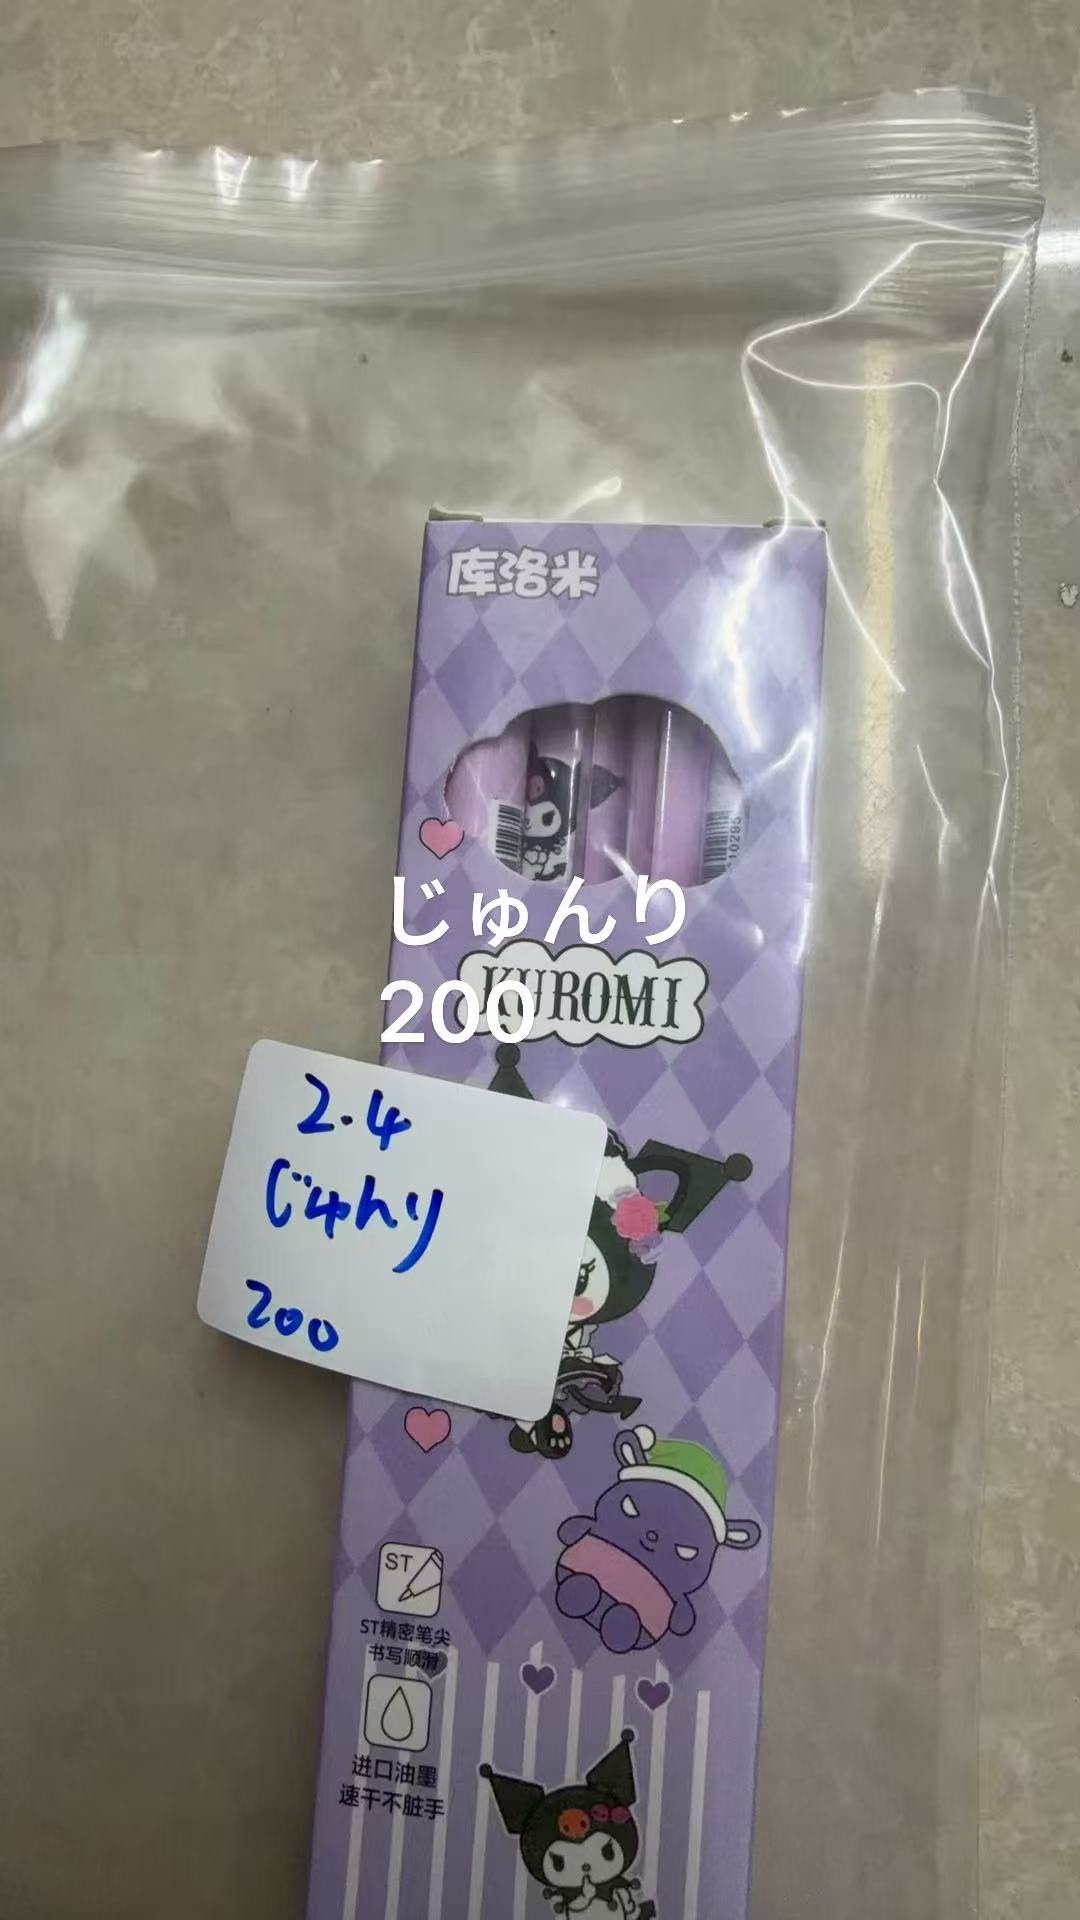 库洛米
10295
じゅんり
200
KUROMI
2.4
じゅんり
200
ST
ST精密笔尖
书写顺滑
进口油墨
速干不脏手